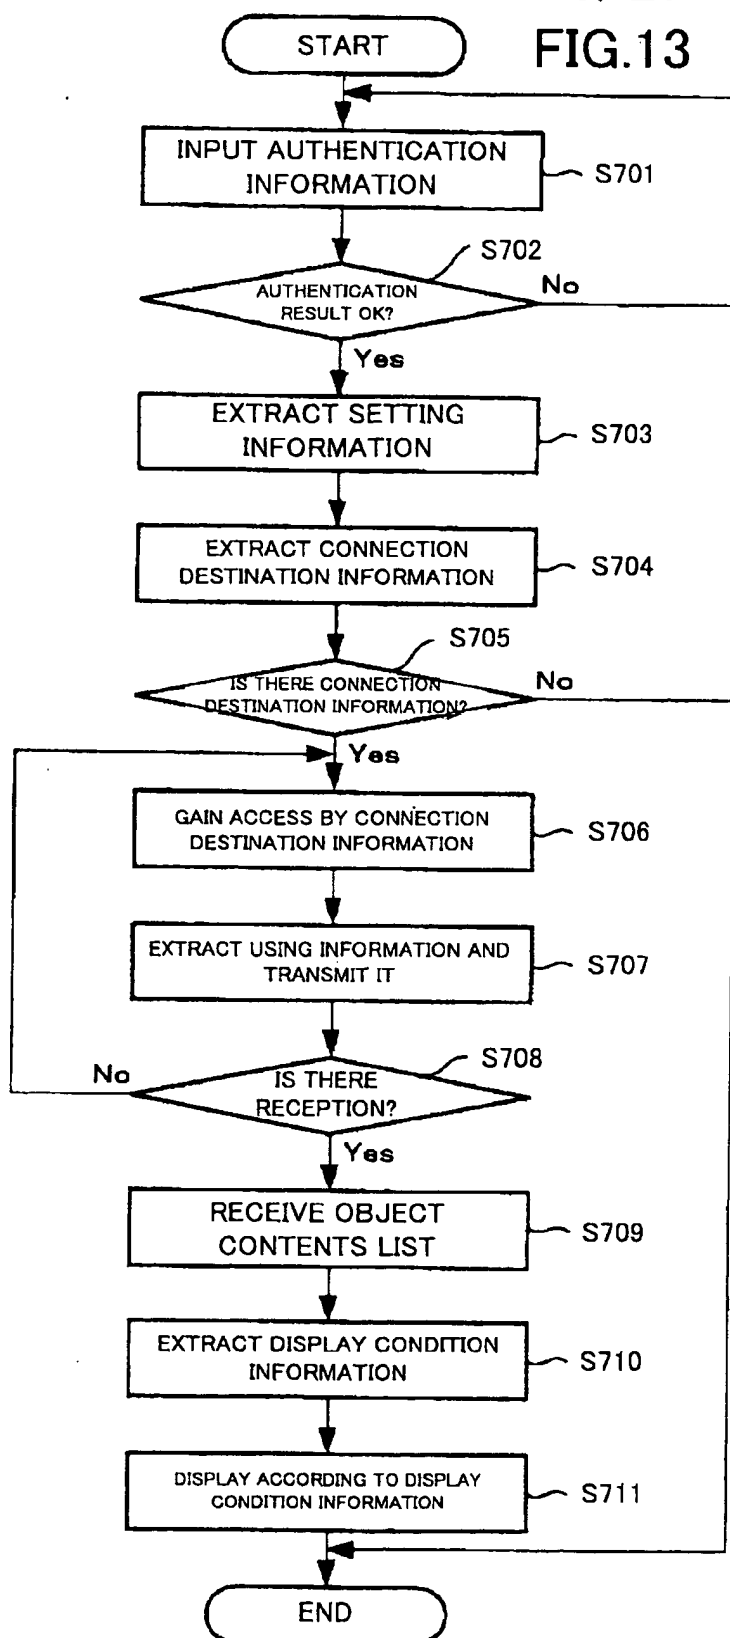 START
FIG.13
INPUT AUTHENTICATION
INFORMATION
S701
S702
AUTHENTICATION
RESULT OK?
No
Yes
EXTRACT SETTING
INFORMATION
S703
EXTRACT CONNECTION
DESTINATION INFORMATION
S704
S705
IS THERE CONNECTION
DESTINATION INFORMATION?
No
Yes
GAIN ACCESS BY CONNECTION
DESTINATION INFORMATION
S706
EXTRACT USING INFORMATION AND
TRANSMIT IT
S707
S708
No
IS THERE
RECEPTION?
Yes
RECEIVE OBJECT
CONTENTS LIST
S709
EXTRACT DISPLAY CONDITION
INFORMATION
S710
DISPLAY ACCORDING TO DISPLAY
CONDITION INFORMATION
S711
END